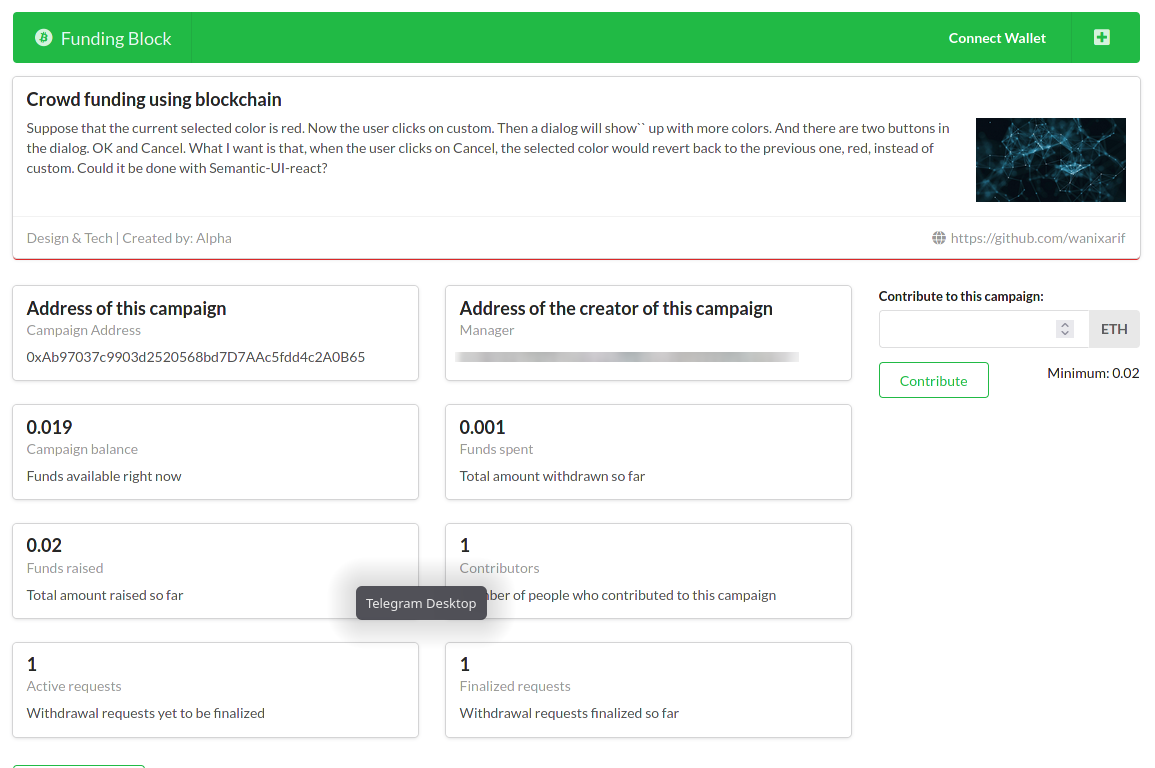 Funding Block
Connect Wallet
Crowd funding using blockchain
Suppose that the current selected color is red. Now the user clicks on custom. Then a dialog will show`` up with more colors. And there are two buttons in
the dialog. OK and Cancel. What I want is that, when the user clicks on Cancel, the selected color would revert back to the previous one, red, instead of
custom. Could it be done with Semantic-UI-react?
Design & Tech | Created by: Alpha
https://github.com/wanixarif
Address of this campaign
Campaign Address
0xAb97037c9903d2520568bd7D7AAc5fdd4c2A0B65
Address of the creator of this campaign
Manager
Contribute to this campaign:
ETH
Contribute
Minimum: 0.02
0.019
Campaign balance
Funds available right now
0.001
Funds spent
Total amount withdrawn so far
0.02
Funds raised
Total amount raised so far
1
Contributors
ber of people who contributed to this campaign
Telegram Desktop
1
Active requests
Withdrawal requests yet to be finalized
1
Finalized requests
Withdrawal requests finalized so far